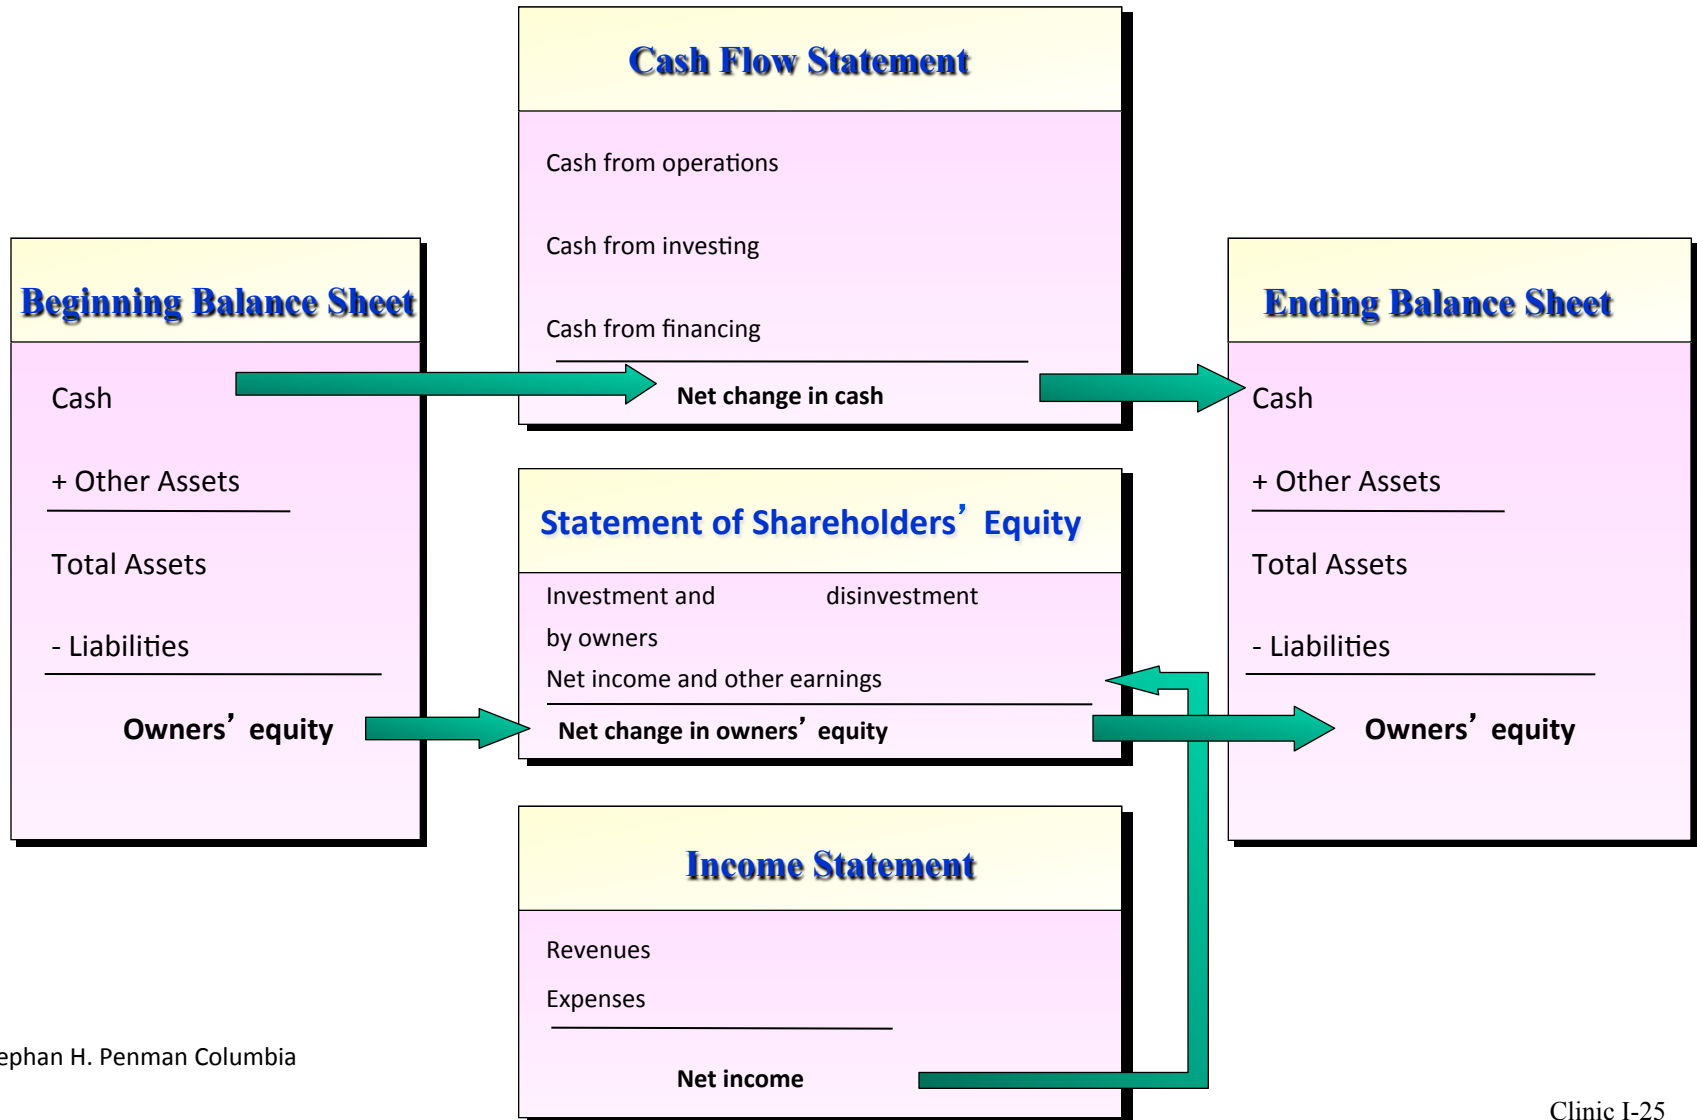 Cash Flow Statement
Cash from operations
Cash from investing
Cash from financing
Net change in cash
Beginning Balance Sheet
Cash
+ Other Assets
Total Assets
- Liabilities
Owners’ equity
Statement of Shareholders’ Equity
Investment and disinvestment
by owners
Net income and other earnings
Net change in owners’ equity
Income Statement
Revenues
Expenses
Net income
Ending Balance Sheet
Cash
+ Other Assets
Total Assets
- Liabilities
Owners’ equity
ephan H. Penman Columbia
Clinic I-25